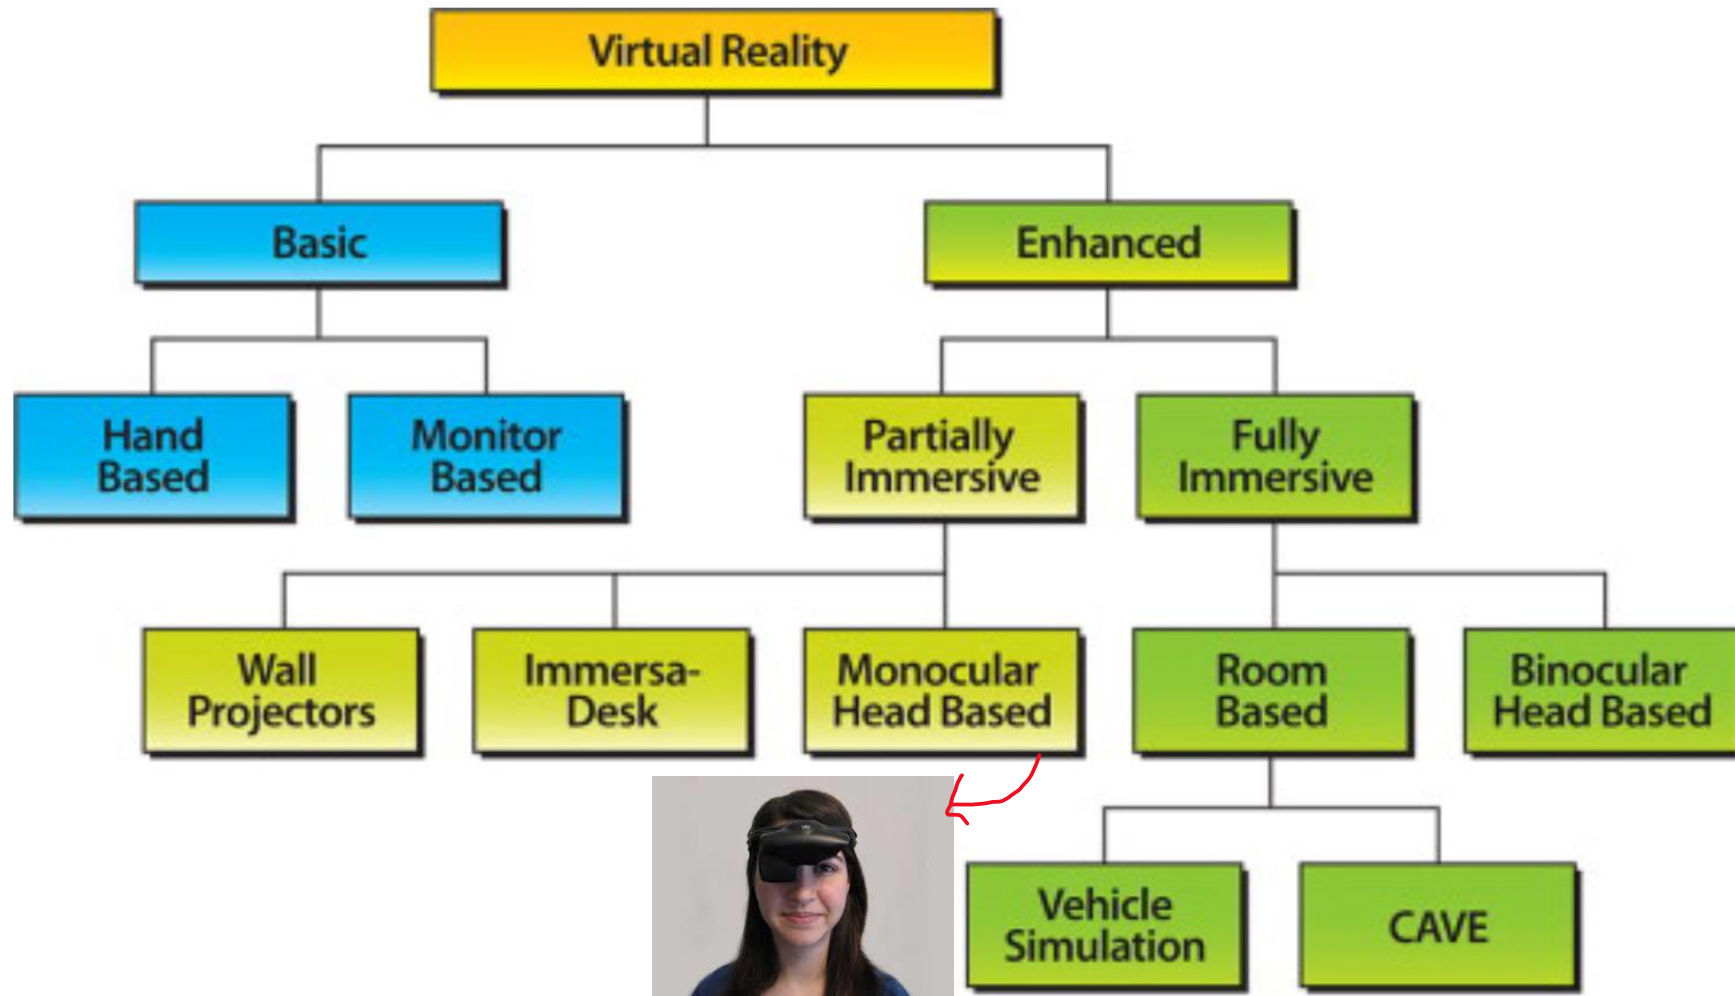 Virtual Reality
Basic
Enhanced
Hand
Based
Monitor
Based
Partially
Immersive
Fully
Immersive
Wall
Projectors
Immersa-
Desk
Monocular
Head Based
Room
Based
Binocular
Head Based
Vehicle
Simulation
CAVE